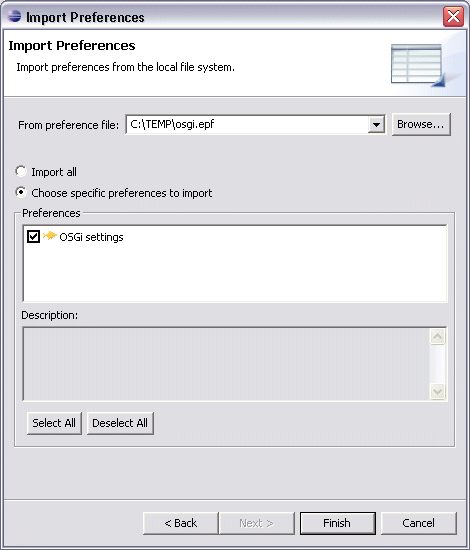 Import Preferences
Import Preferences
Import preferences from the local file system.
From preference file: C:\TEMP\osgi.epf Browse...
Import all
Choose specific preferences to import
Preferences
OSGi settings
Description:
Select All Deselect All
< Back Next > Finish Cancel